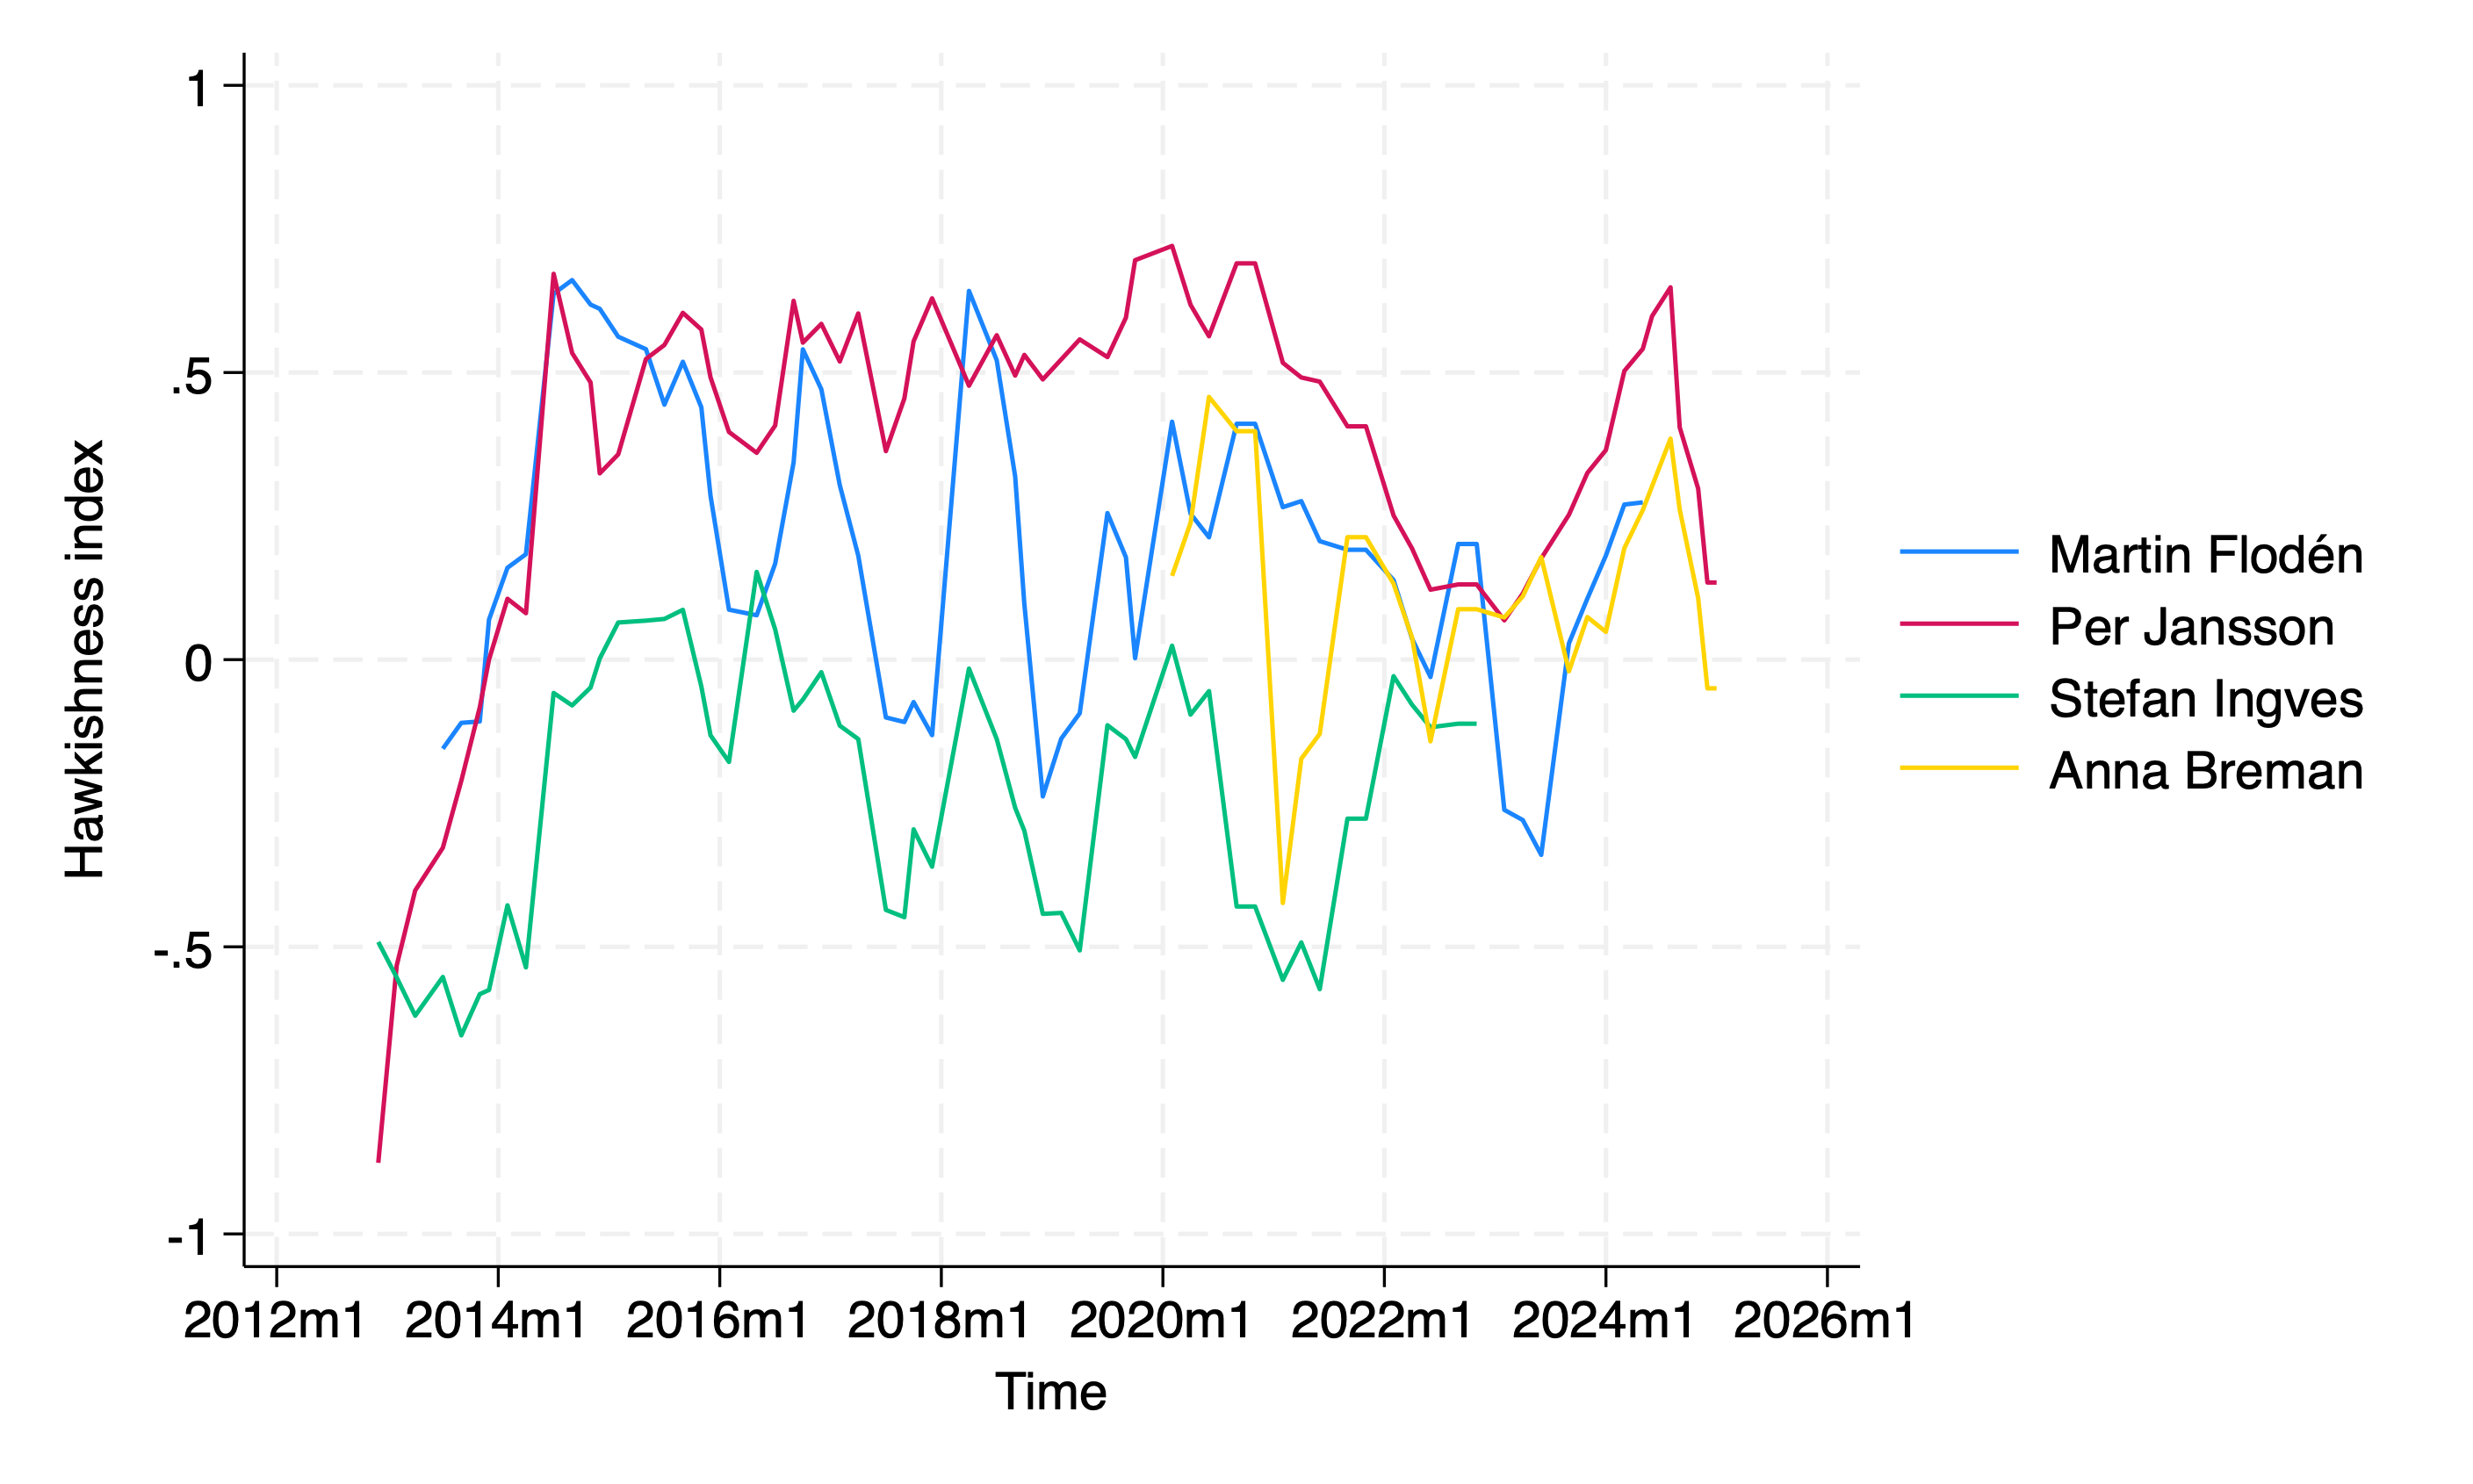 Hawkishness index
1
.5
0
-.5
-1
2012m1 2014m1 2016m1 2018m1 2020m1 2022m1 2024m1 2026m1
Time
Martin Flodén
Per Jansson
Stefan Ingves
Anna Breman